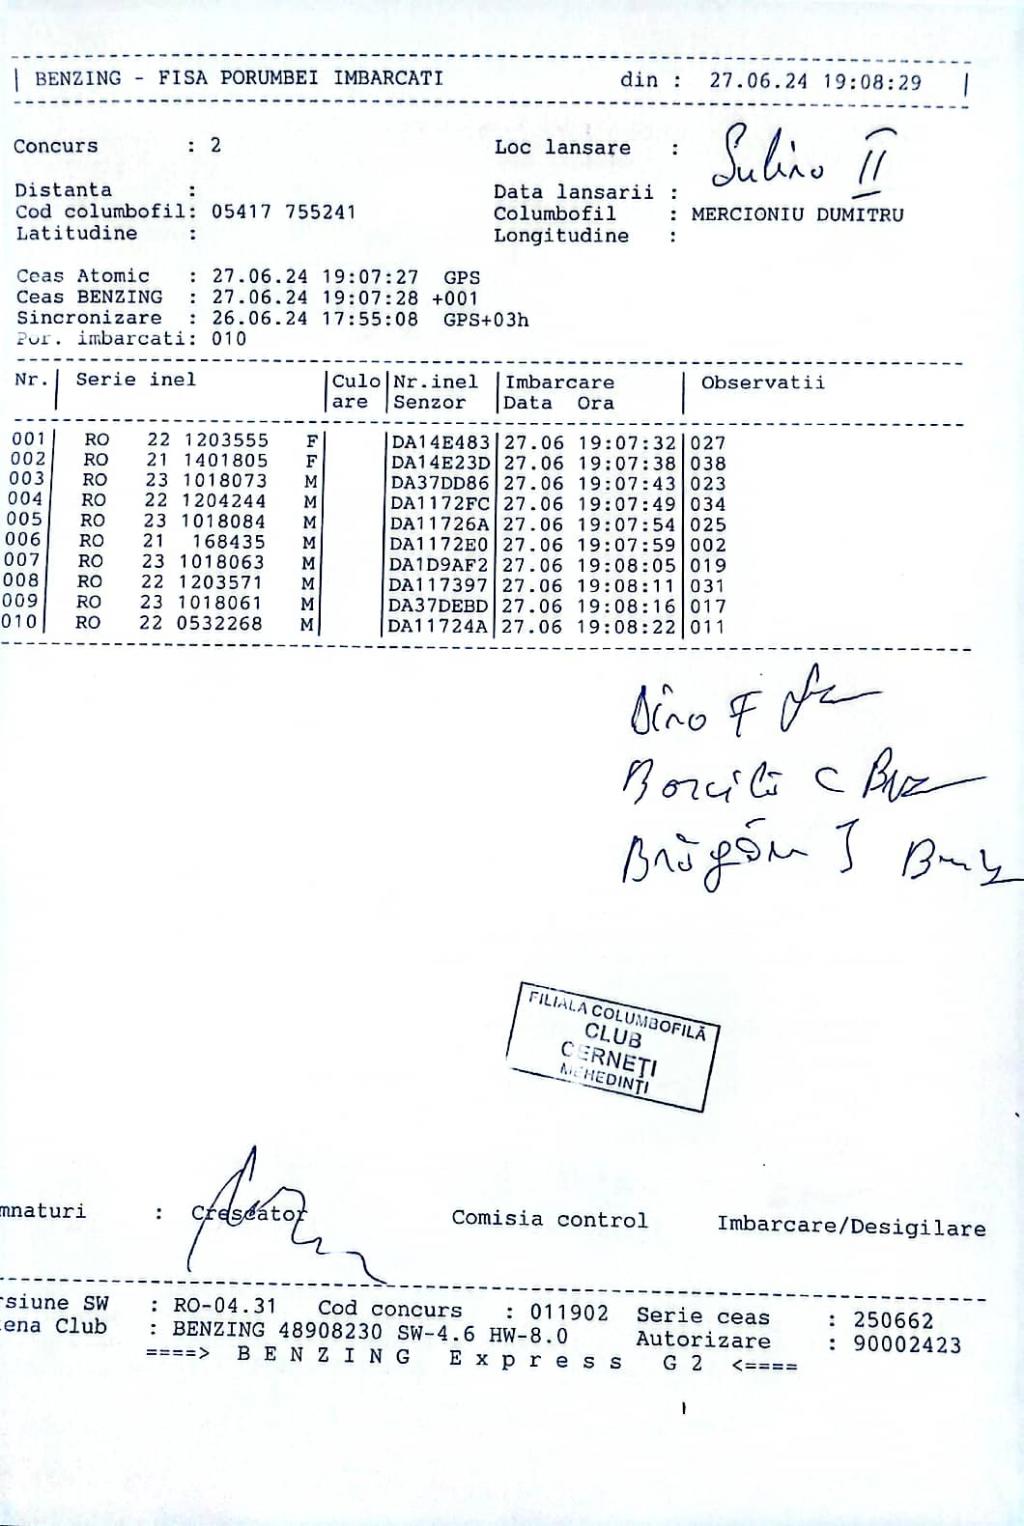 | BENZING - FISA PORUMBEI IMBARCATI din : 27.06.24 19:08:29 |
Concurs : 2 Loc lansare : Sulina II
Distanta : Data lansarii :
Cod columbofil: 05417 755241 Columbofil : MERCIONIU DUMITRU
Latitudine : Longitudine :
Ceas Atomic : 27.06.24 19:07:27 GPS
Ceas BENZING : 27.06.24 19:07:28 +001
Sincronizare : 26.06.24 17:55:08 GPS+03h
Por. imbarcati: 010
Nr.| Serie inel |Culo|Nr.inel |Imbarcare | Observatii
|are |Senzor |Data Ora |
001| RO 22 1203555 F| |DA14E483|27.06 19:07:32|027
002| RO 21 1401805 F| |DA14E23D|27.06 19:07:38|038
003| RO 23 1018073 M| |DA37DD86|27.06 19:07:43|023
004| RO 22 1204244 M| |DA1172FC|27.06 19:07:49|034
005| RO 23 1018084 M| |DA11726A|27.06 19:07:54|025
006| RO 21 168435 M| |DA1172E0|27.06 19:07:59|002
007| RO 23 1018063 M| |DA1D9AF2|27.06 19:08:05|019
008| RO 22 1203571 M| |DA117397|27.06 19:08:11|031
009| RO 23 1018061 M| |DA37DEBD|27.06 19:08:16|017
010| RO 22 0532268 M| |DA11724A|27.06 19:08:22|011
FILIALA COLUMBOFILĂ
CLUB
CERNEȚI
MEHEDINȚI
mnaturi : Crescator Comisia control Imbarcare/Desigilare
rsiune SW : RO-04.31 Cod concurs : 011902 Serie ceas : 250662
ena Club : BENZING 48908230 SW-4.6 HW-8.0 Autorizare : 90002423
====> B E N Z I N G E x p r e s s G 2 <====